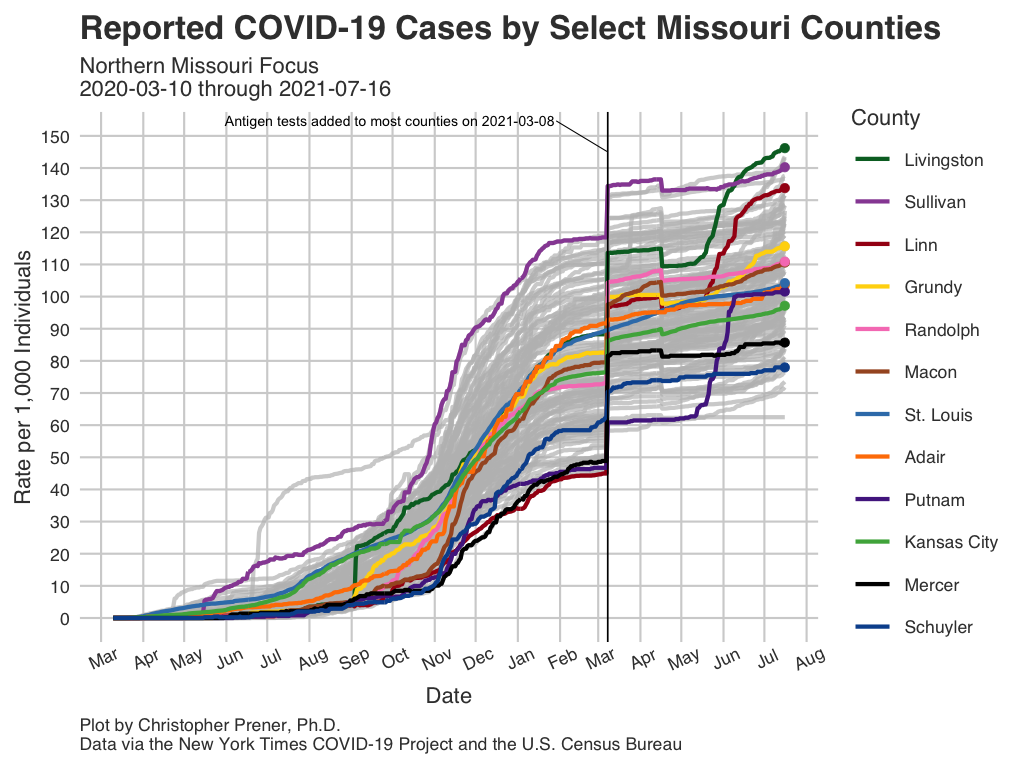 Reported COVID-19 Cases by Select Missouri Counties
Northern Missouri Focus
2020-03-10 through 2021-07-16
Antigen tests added to most counties on 2021-03-08
Rate per 1,000 Individuals
150
140
130
120
110
100
90
80
70
60
50
40
30
20
10
0
Mar Apr May Jun Jul Aug Sep Oct Nov Dec Jan Feb Mar Apr May Jun Jul Aug
Date
County
Livingston
Sullivan
Linn
Grundy
Randolph
Macon
St. Louis
Adair
Putnam
Kansas City
Mercer
Schuyler
Plot by Christopher Prener, Ph.D.
Data via the New York Times COVID-19 Project and the U.S. Census Bureau